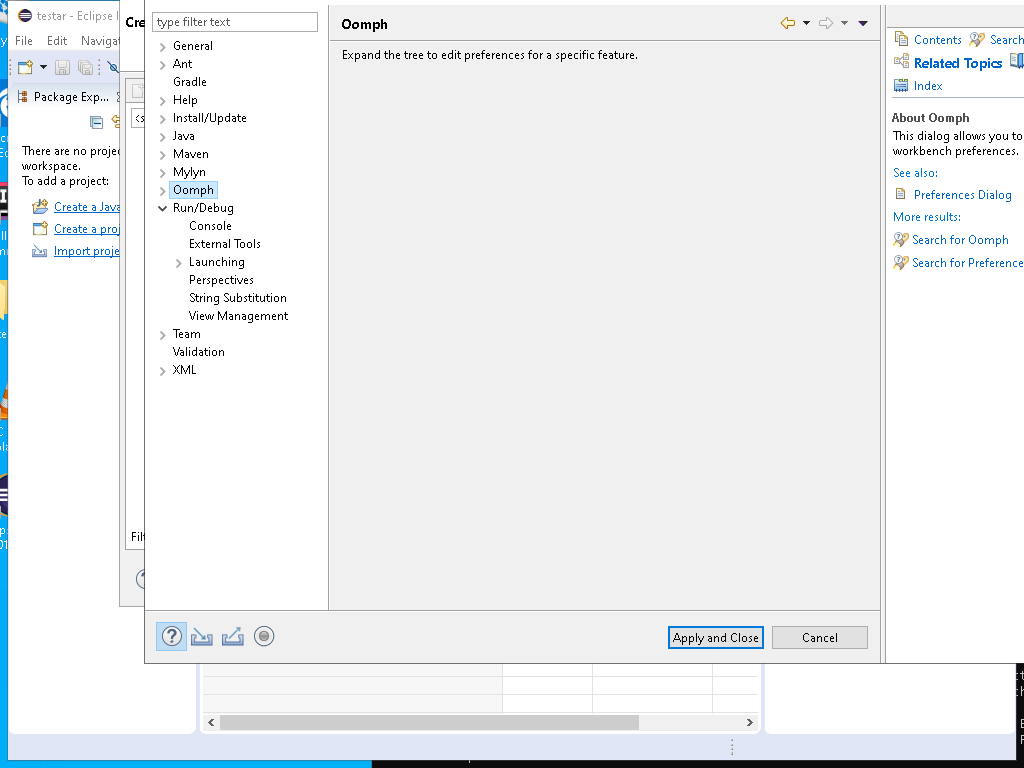 testar - Eclipse I
File Edit Navigat
Package Exp...
There are no proje
workspace.
To add a project:
Create a Java
Create a proj
Import proje
Cre
<s
Filt
type filter text
General
Ant
Gradle
Help
Install/Update
Java
Maven
Mylyn
Oomph
Run/Debug
Console
External Tools
Launching
Perspectives
String Substitution
View Management
Team
Validation
XML
Oomph
Expand the tree to edit preferences for a specific feature.
Apply and Close
Cancel
Contents Search
Related Topics
Index
About Oomph
This dialog allows you to
workbench preferences.
See also:
Preferences Dialog
More results:
Search for Oomph
Search for Preference